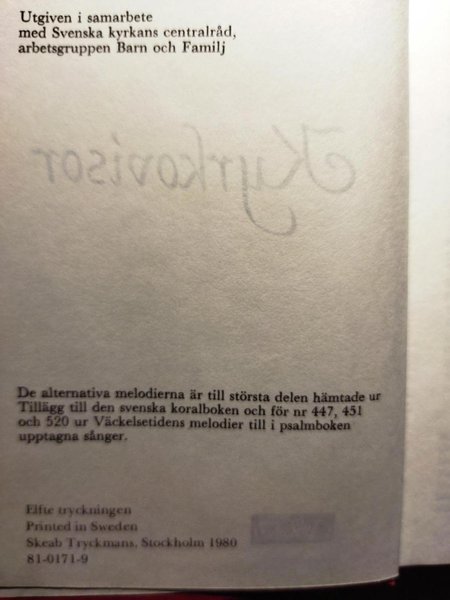 Utgiven i samarbete
med Svenska kyrkans centralråd,
arbetsgruppen Barn och Familj
Kyrkovisor
De alternativa melodierna är till största delen hämtade ur
Tillägg till den svenska koralboken och för nr 447, 451
och 520 ur Väckelsetidens melodier till i psalmboken
upptagna sånger.
Elfte tryckningen
Printed in Sweden
Skeab Tryckmans, Stockholm 1980
81-0171-9